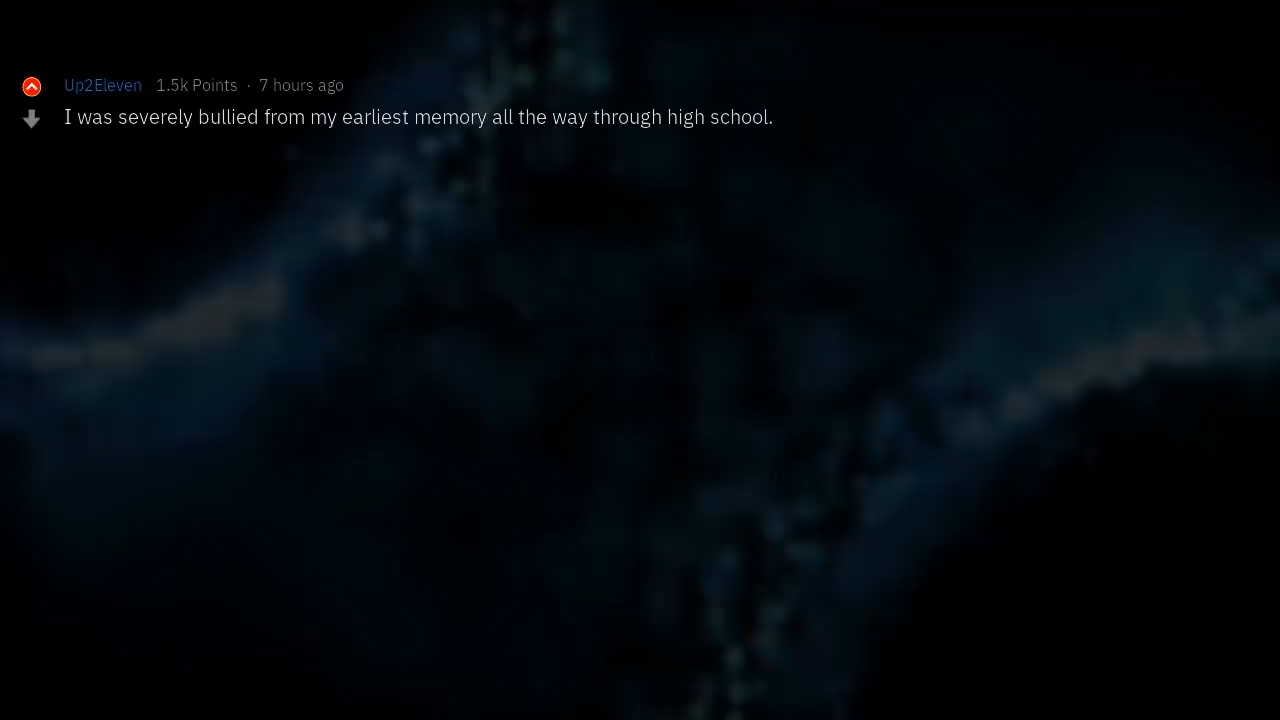 Up2Eleven 1.5k Points · 7 hours ago
I was severely bullied from my earliest memory all the way through high school.